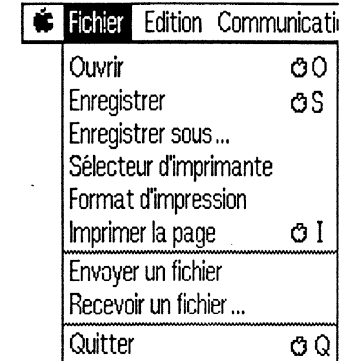 Fichier Edition Communicati
Ouvrir O
Enregistrer S
Enregistrer sous...
Sélecteur d'imprimante
Format d'impression
Imprimer la page I
Envoyer un fichier
Recevoir un fichier...
Quitter Q